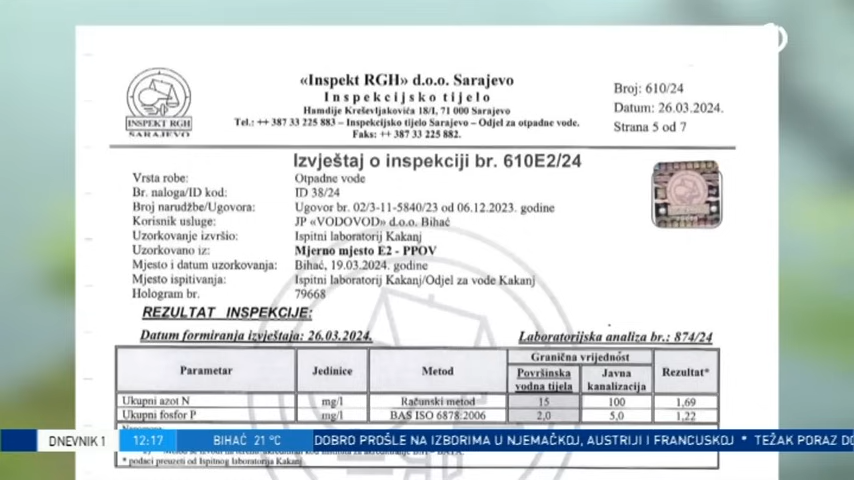 «Inspekt RGH» d.o.o. Sarajevo
Inspekcijsko tijelo
Hamdije Kreševljakovića 18/I, 71 000 Sarajevo
Tel.: ++ 387 33 225 883 – Inspekcijsko tijelo Sarajevo - Odjel za otpadne vode.
Faks: ++ 387 33 225 882.
INSPEKT RGH
SARAJEVO
Broj: 610/24
Datum: 26.03.2024.
Strana 5 od 7
Izvještaj o inspekciji br. 610E2/24
Vrsta robe: Otpadne vode
Br. naloga/ID kod: ID 38/24
Broj narudžbe/Ugovora: Ugovor br. 02/3-11-5840/23 od 06.12.2023. godine
Korisnik usluge: JP «VODOVOD» d.o.o. Bihać
Uzorkovanje izvršio: Ispitni laboratorij Kakanj
Uzorkovano iz: Mjerno mjesto E2 - PPOV
Mjesto i datum uzorkovanja: Bihać, 19.03.2024. godine
Mjesto ispitivanja: Ispitni laboratorij Kakanj/Odjel za vode Kakanj
Hologram br. 79668
REZULTAT INSPEKCIJE:
Datum formiranja izvještaja: 26.03.2024. Laboratorijska analiza br.: 874/24
Parametar Jedinice Metod Granična vrijednost Rezultat*
Površinska vodna tijela Javna kanalizacija
Ukupni azot N mg/l Računski metod 15 100 1,69
Ukupni fosfor P mg/l BAS ISO 6878:2006 2,0 5,0 1,22
* podaci preuzeti od Ispitnog laboratorija Kakanj
DNEVNIK 1 12:17 BIHAĆ 21 °C DOBRO PROŠLE NA IZBORIMA U NJEMAČKOJ, AUSTRIJI I FRANCUSKOJ * TEŽAK PORAZ DO